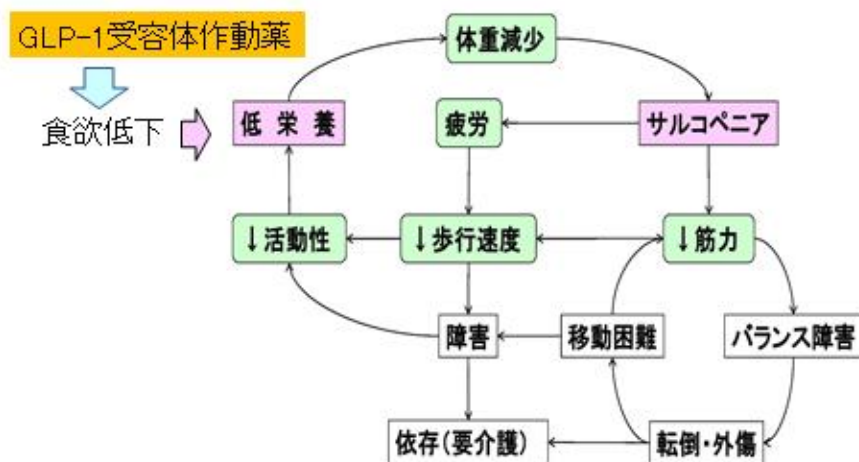 GLP-1受容体作動薬
体重減少
食欲低下
低 栄 養
疲労
サルコペニア
↓活動性
↓歩行速度
↓筋力
障害
移動困難
バランス障害
依存(要介護)
転倒・外傷